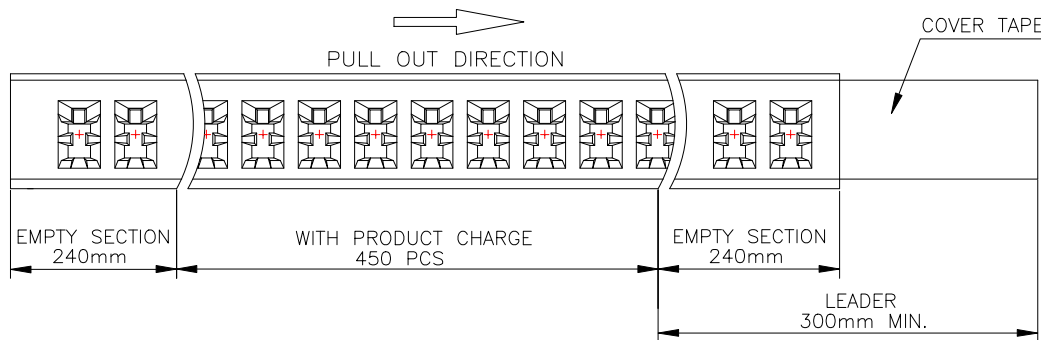 COVER TAPE
PULL OUT DIRECTION
EMPTY SECTION
240mm
WITH PRODUCT CHARGE
450 PCS
EMPTY SECTION
240mm
LEADER
300mm MIN.